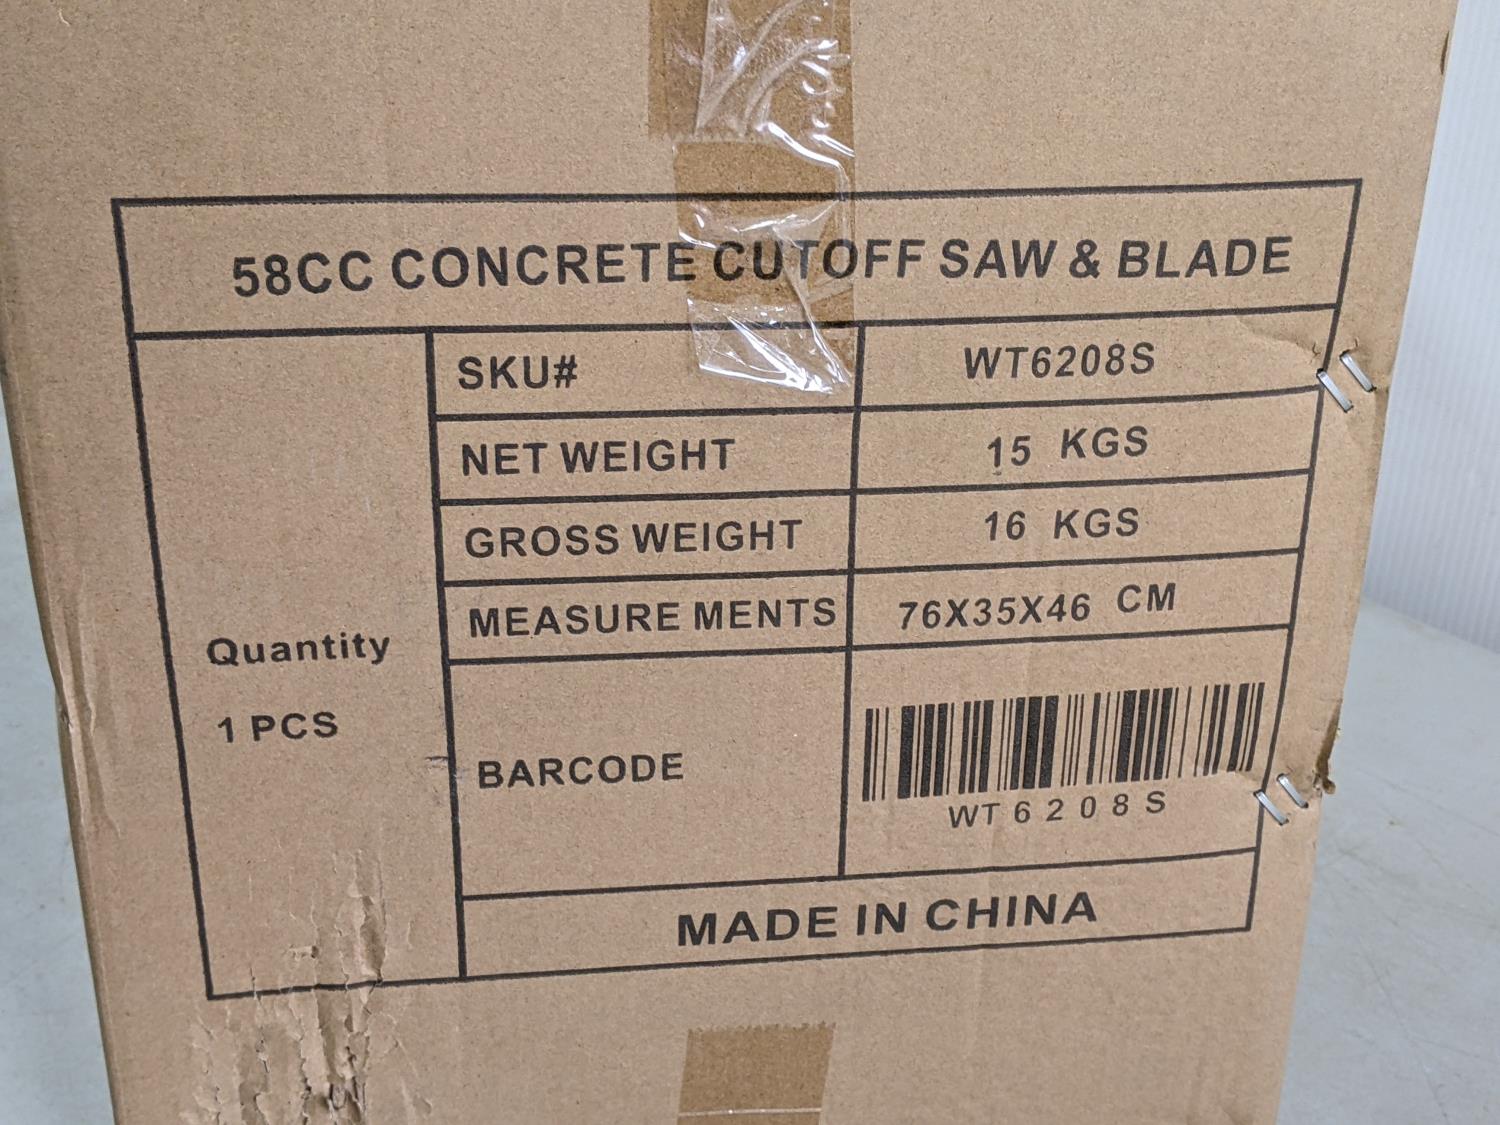 58CC CONCRETE CUTOFF SAW & BLADE
SKU# WT6208S
NET WEIGHT 15 KGS
GROSS WEIGHT 16 KGS
MEASURE MENTS 76X35X46 CM
Quantity
1 PCS
BARCODE
WT6208S
MADE IN CHINA